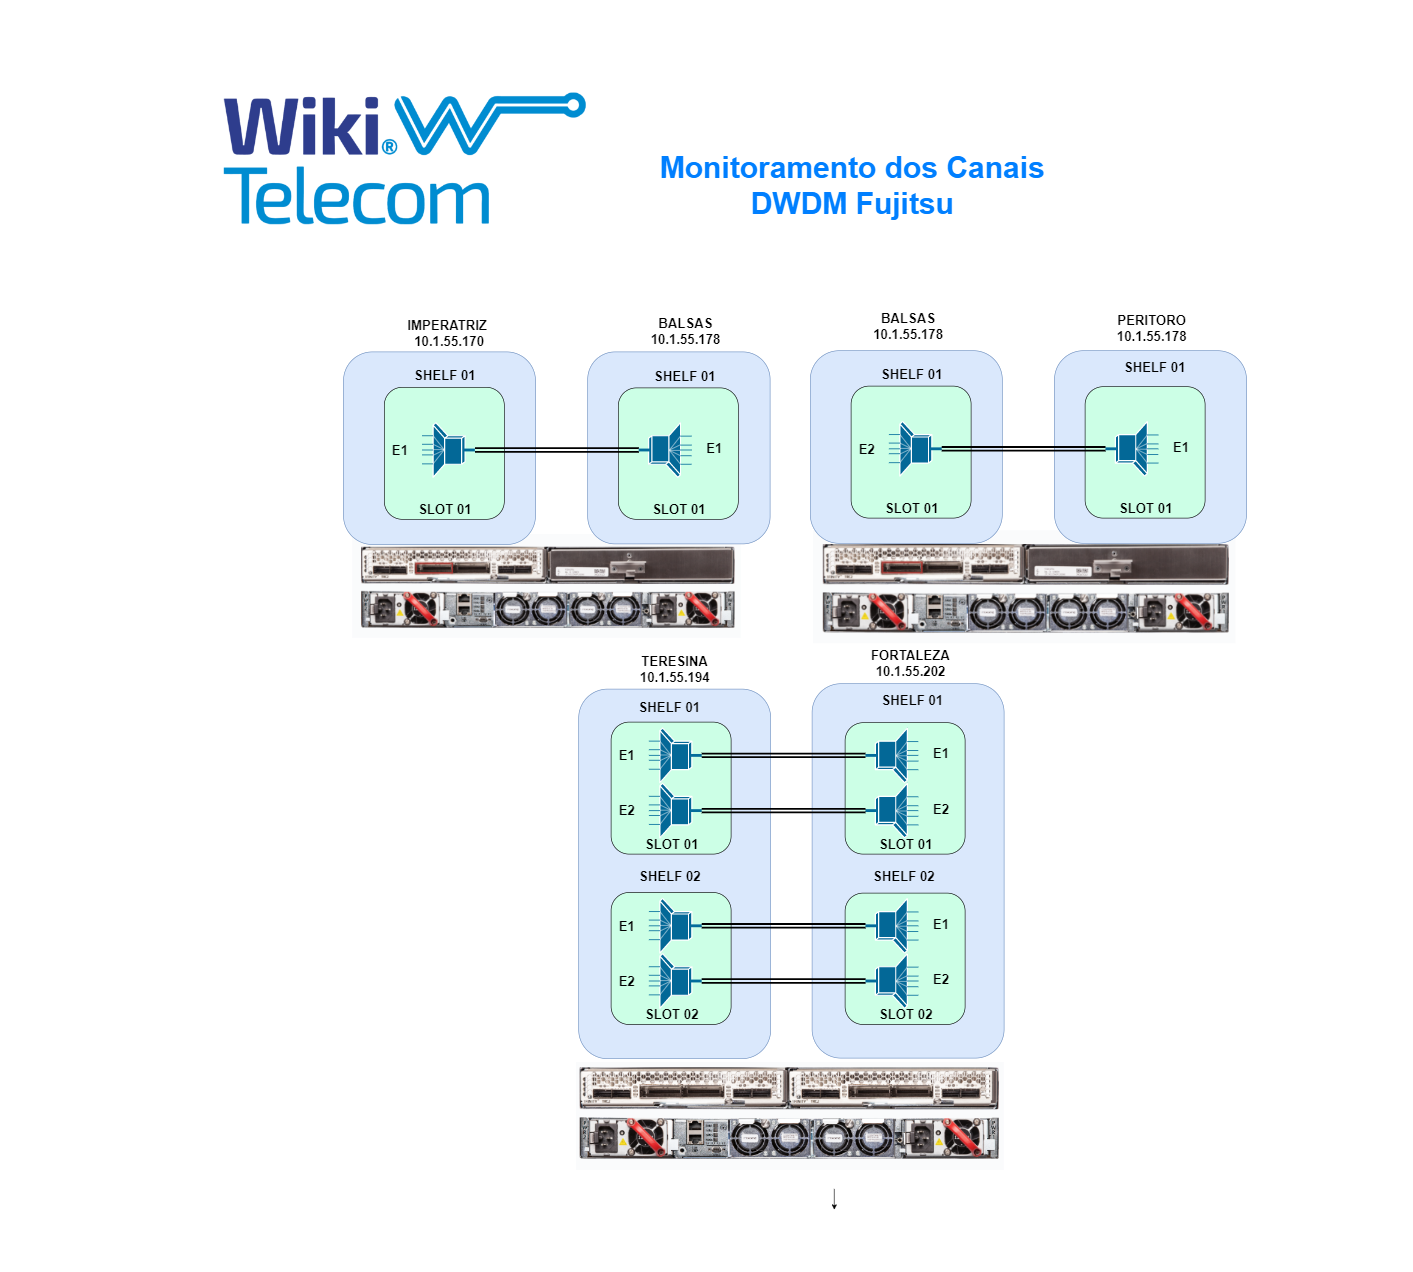 Wiki®
Telecom
Monitoramento dos Canais
DWDM Fujitsu
IMPERATRIZ
10.1.55.170
BALSAS
10.1.55.178
BALSAS
10.1.55.178
PERITORO
10.1.55.178
SHELF 01
SHELF 01
SHELF 01
SHELF 01
E1
E1
E2
E1
SLOT 01
SLOT 01
SLOT 01
SLOT 01
TERESINA
10.1.55.194
FORTALEZA
10.1.55.202
SHELF 01
SHELF 01
E1
E1
E2
E2
SLOT 01
SLOT 01
SHELF 02
SHELF 02
E1
E1
E2
E2
SLOT 02
SLOT 02